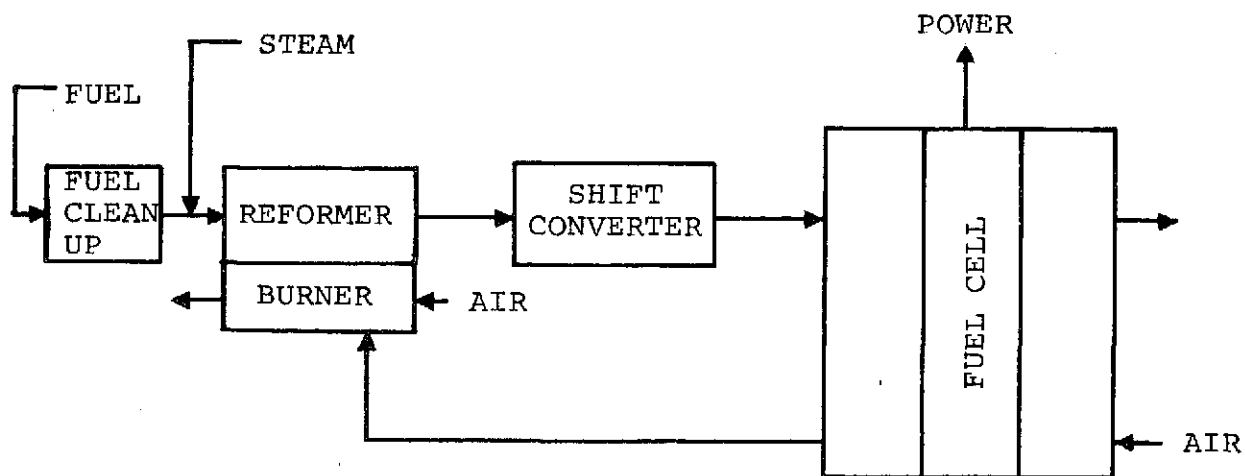 POWER
STEAM
FUEL
FUEL
CLEAN
UP
REFORMER
SHIFT
CONVERTER
BURNER
AIR
FUEL CELL
AIR